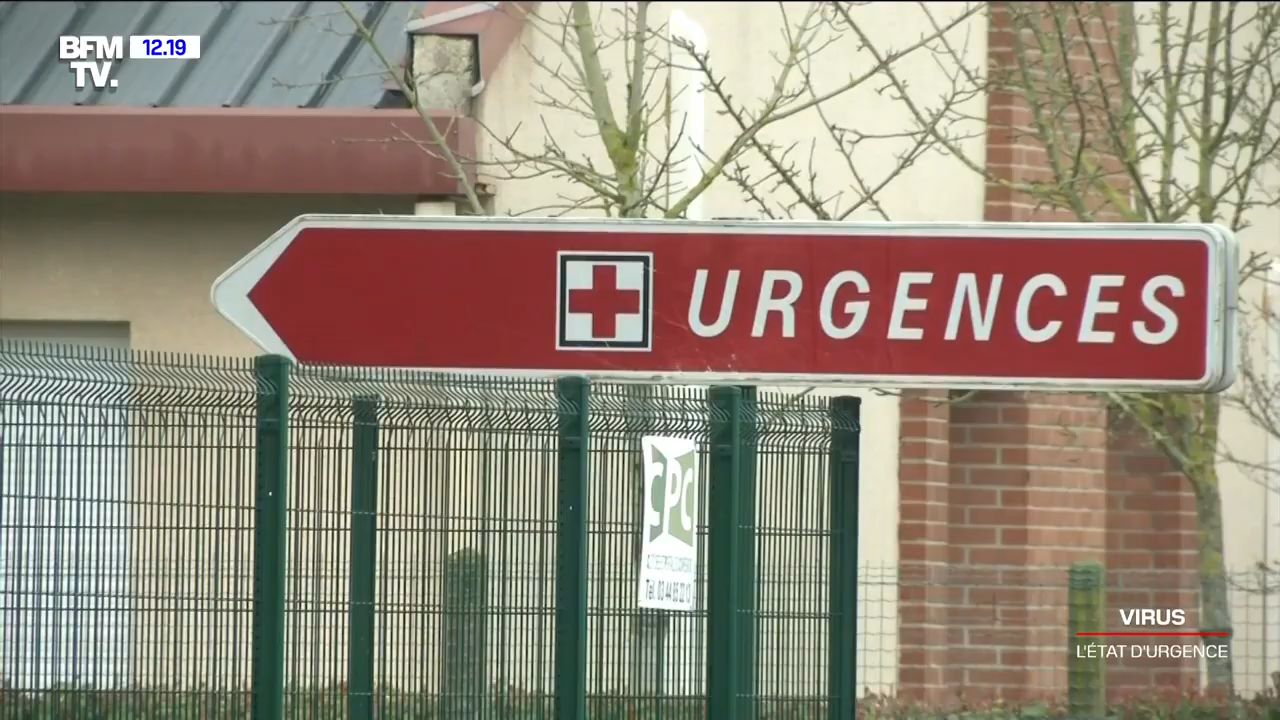 BFM
TV.
12.19
URGENCES
CPC
VIRUS
L'ÉTAT D'URGENCE